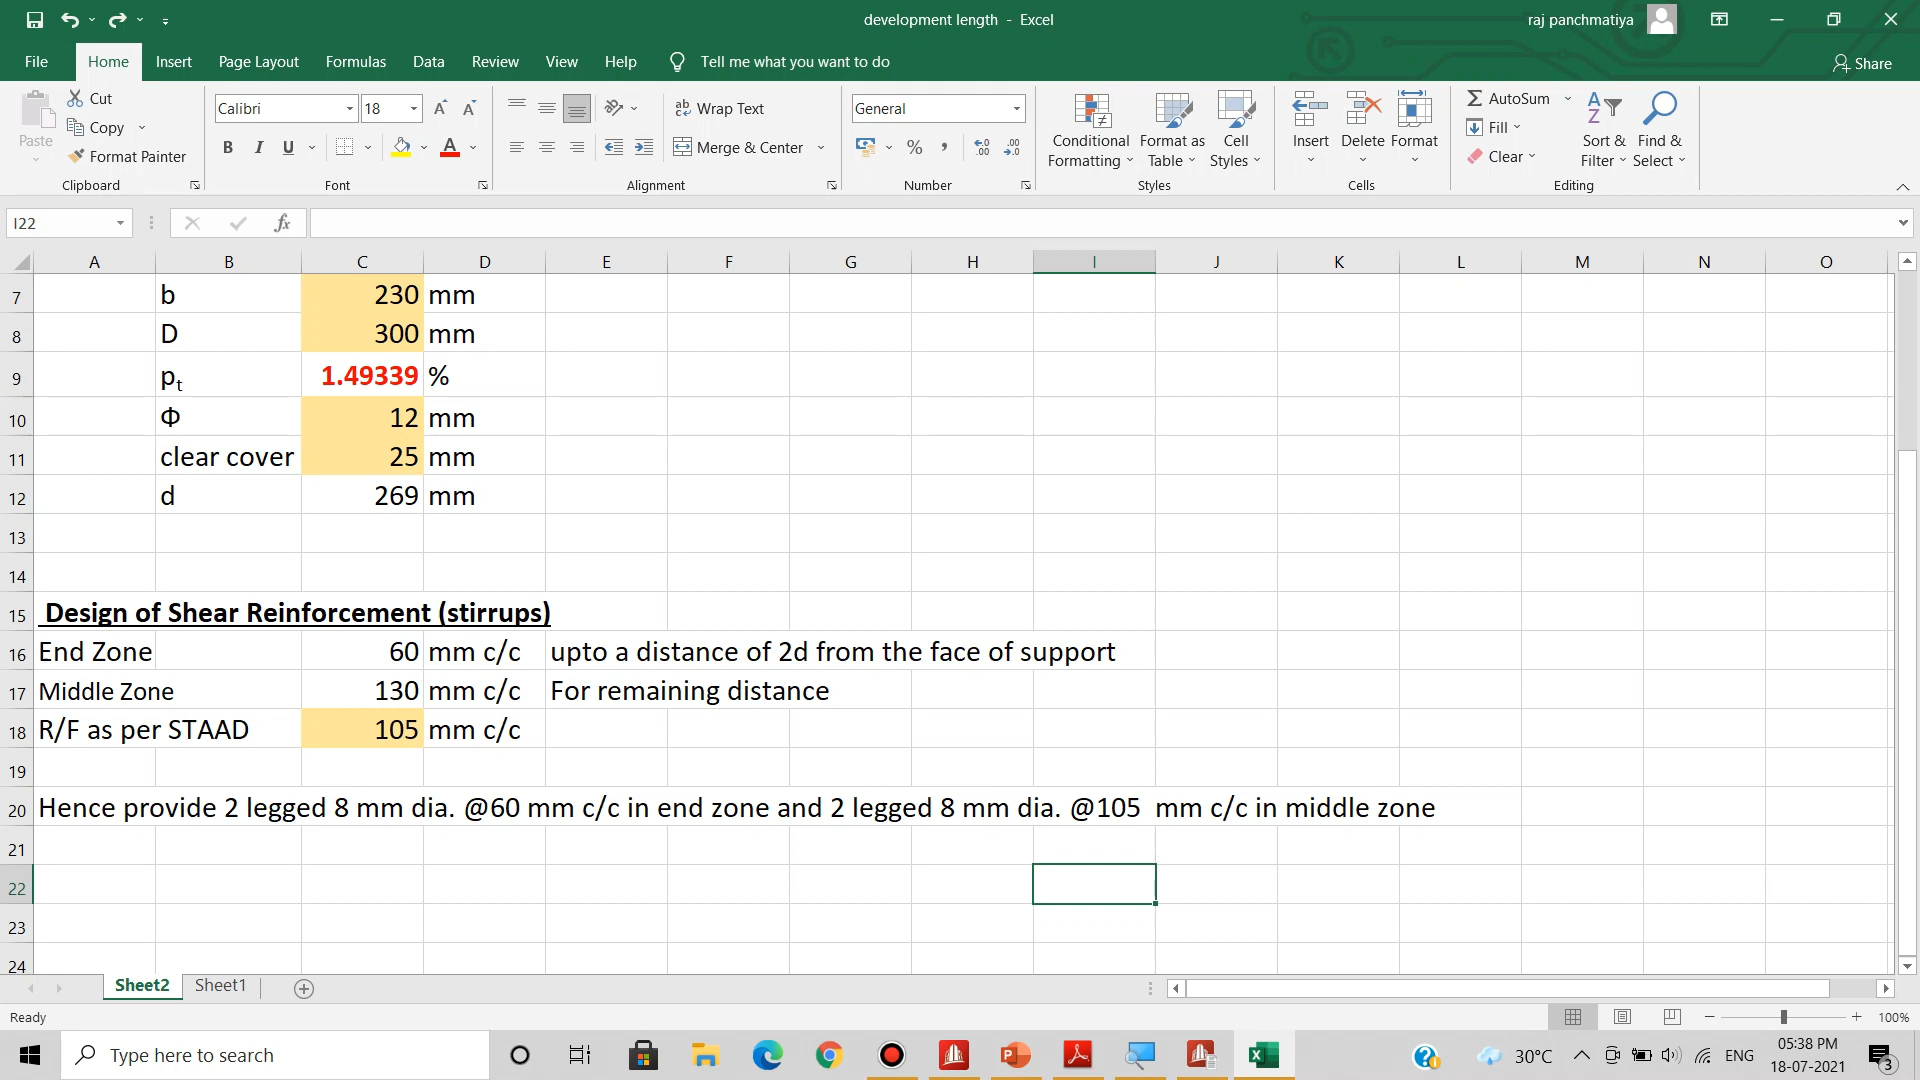 development length - Excel
raj panchmatiya
File Home Insert Page Layout Formulas Data Review View Help Tell me what you want to do Share
Paste
Cut
Copy
Format Painter
Clipboard
Calibri 18
B I U
Font
ab Wrap Text
Merge & Center
Alignment
General
Number
Conditional Formatting
Format as Table
Cell Styles
Styles
Insert Delete Format
Cells
AutoSum
Fill
Clear
Sort & Filter
Find & Select
Editing
I22
fx
A B C D E F G H I J K L M N O
7 b 230 mm
8 D 300 mm
9 pt 1.49339 %
10 Φ 12 mm
11 clear cover 25 mm
12 d 269 mm
13
14
15 Design of Shear Reinforcement (stirrups)
16 End Zone 60 mm c/c upto a distance of 2d from the face of support
17 Middle Zone 130 mm c/c For remaining distance
18 R/F as per STAAD 105 mm c/c
19
20 Hence provide 2 legged 8 mm dia. @60 mm c/c in end zone and 2 legged 8 mm dia. @105 mm c/c in middle zone
21
22
23
24
Sheet2 Sheet1
Ready
100%
Type here to search
30°C
ENG
05:38 PM
18-07-2021
3